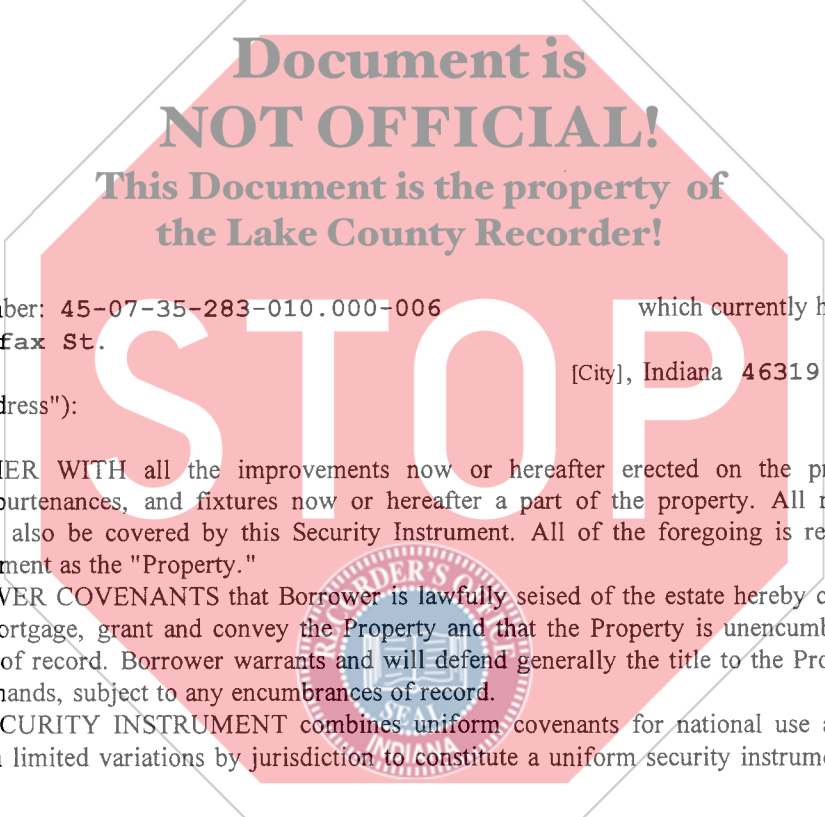 Document is
NOT OFFICIAL!
This Document is the property of
the Lake County Recorder!
ber: 45-07-35-283-010.000-006 which currently h
fax St.
[City], Indiana 46319
dress"):
STOP
ER WITH all the improvements now or hereafter erected on the pr
purtenances, and fixtures now or hereafter a part of the property. All r
also be covered by this Security Instrument. All of the foregoing is re
ment as the "Property."
VER COVENANTS that Borrower is lawfully seised of the estate hereby c
ortgage, grant and convey the Property and that the Property is unencumb
of record. Borrower warrants and will defend generally the title to the Pro
nands, subject to any encumbrances of record.
CURITY INSTRUMENT combines uniform covenants for national use a
limited variations by jurisdiction to constitute a uniform security instrume
RECORDER'S OFFICE
SEAL
INDIANA